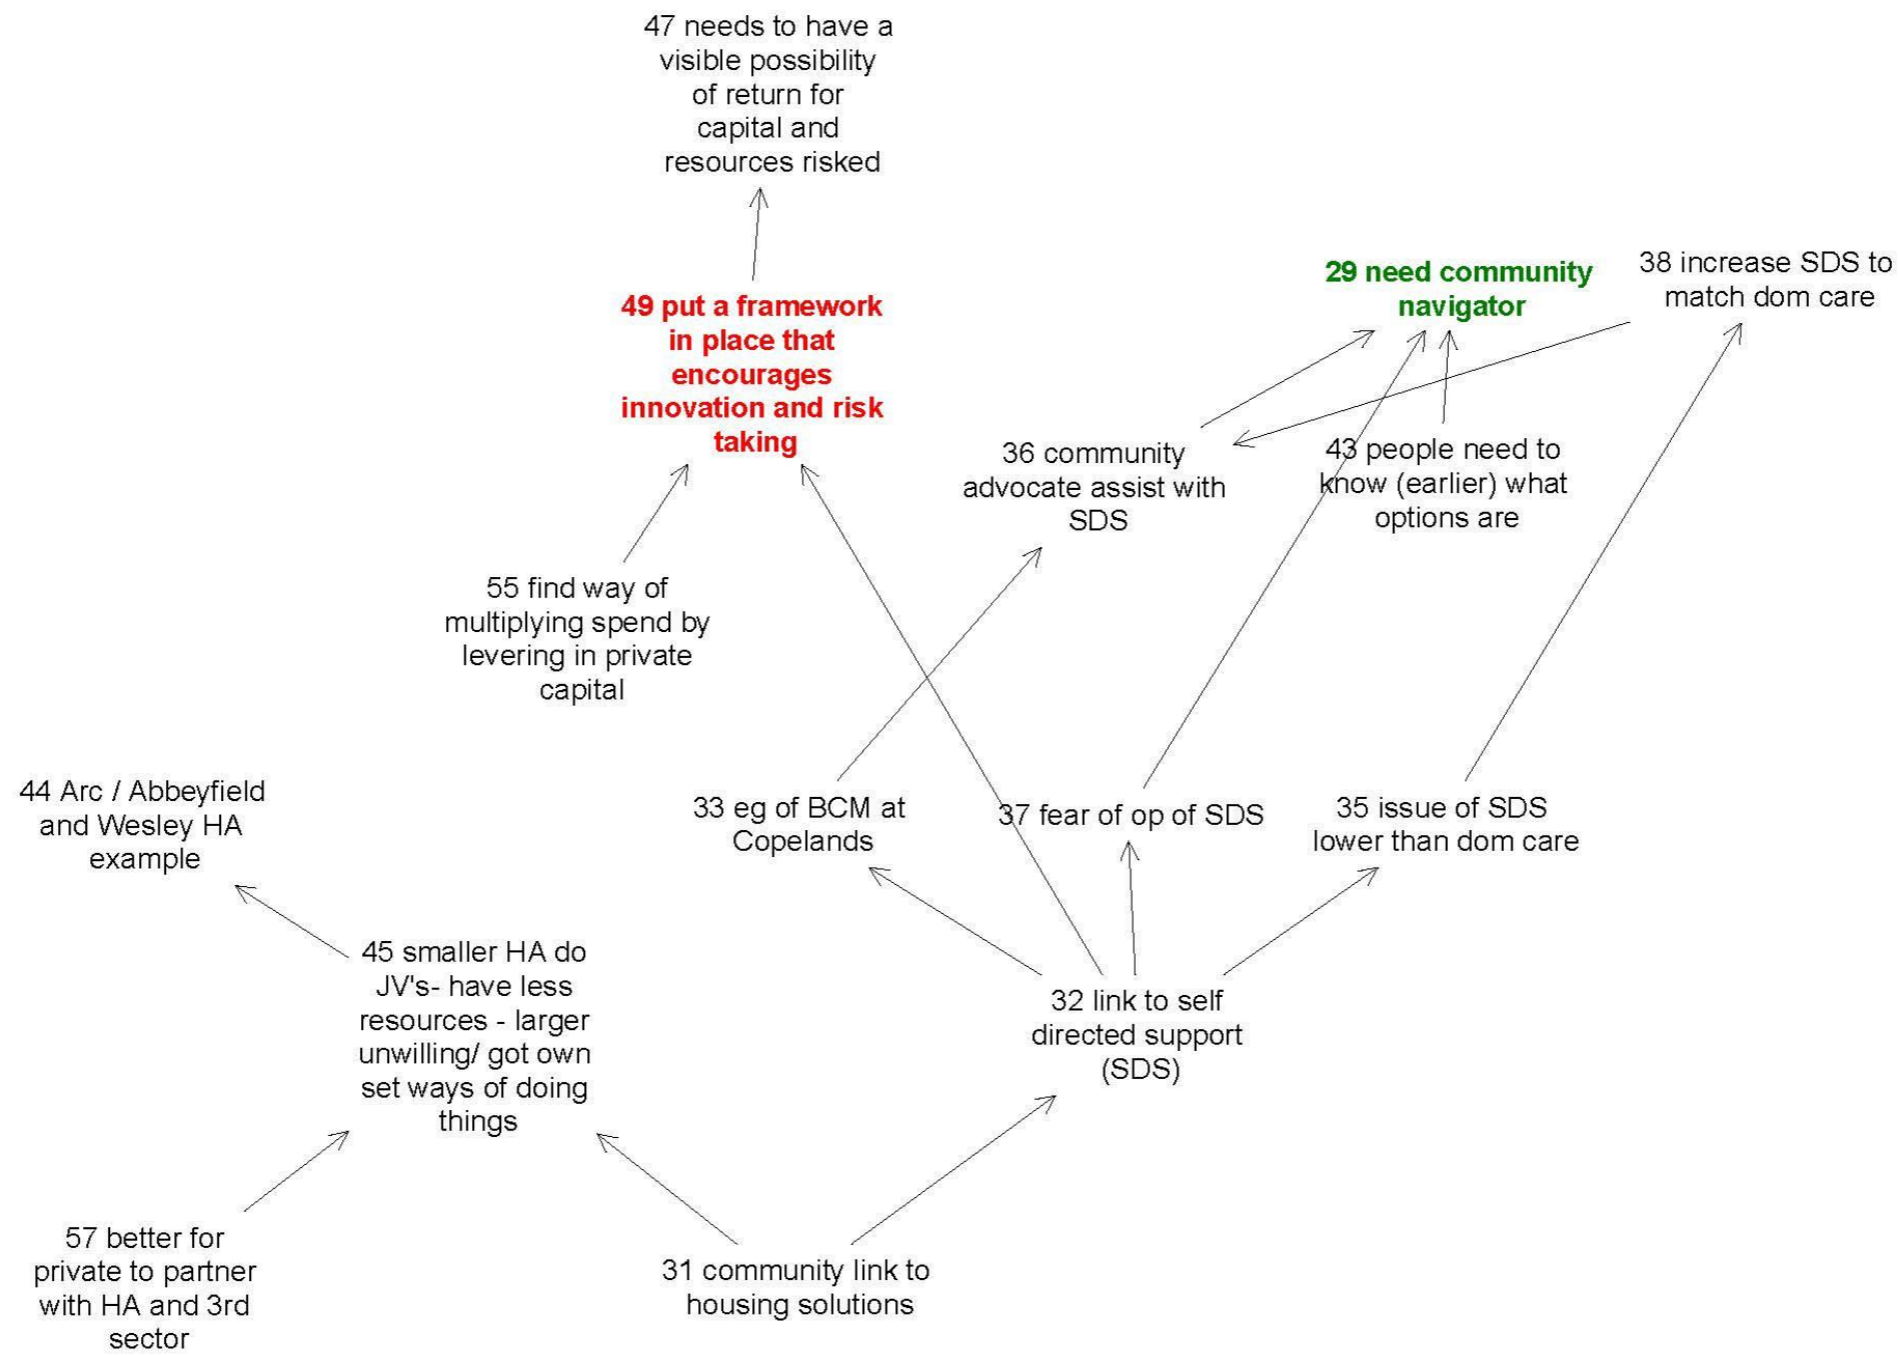 47 needs to have a
visible possibility
of return for
capital and
resources risked
29 need community
navigator
38 increase SDS to
match dom care
49 put a framework
in place that
encourages
innovation and risk
taking
36 community
advocate assist with
SDS
43 people need to
know (earlier) what
options are
55 find way of
multiplying spend by
levering in private
capital
44 Arc / Abbeyfield
and Wesley HA
example
33 eg of BCM at
Copelands
37 fear of op of SDS
35 issue of SDS
lower than dom care
45 smaller HA do
JV's- have less
resources - larger
unwilling/ got own
set ways of doing
things
32 link to self
directed support
(SDS)
57 better for
private to partner
with HA and 3rd
sector
31 community link to
housing solutions